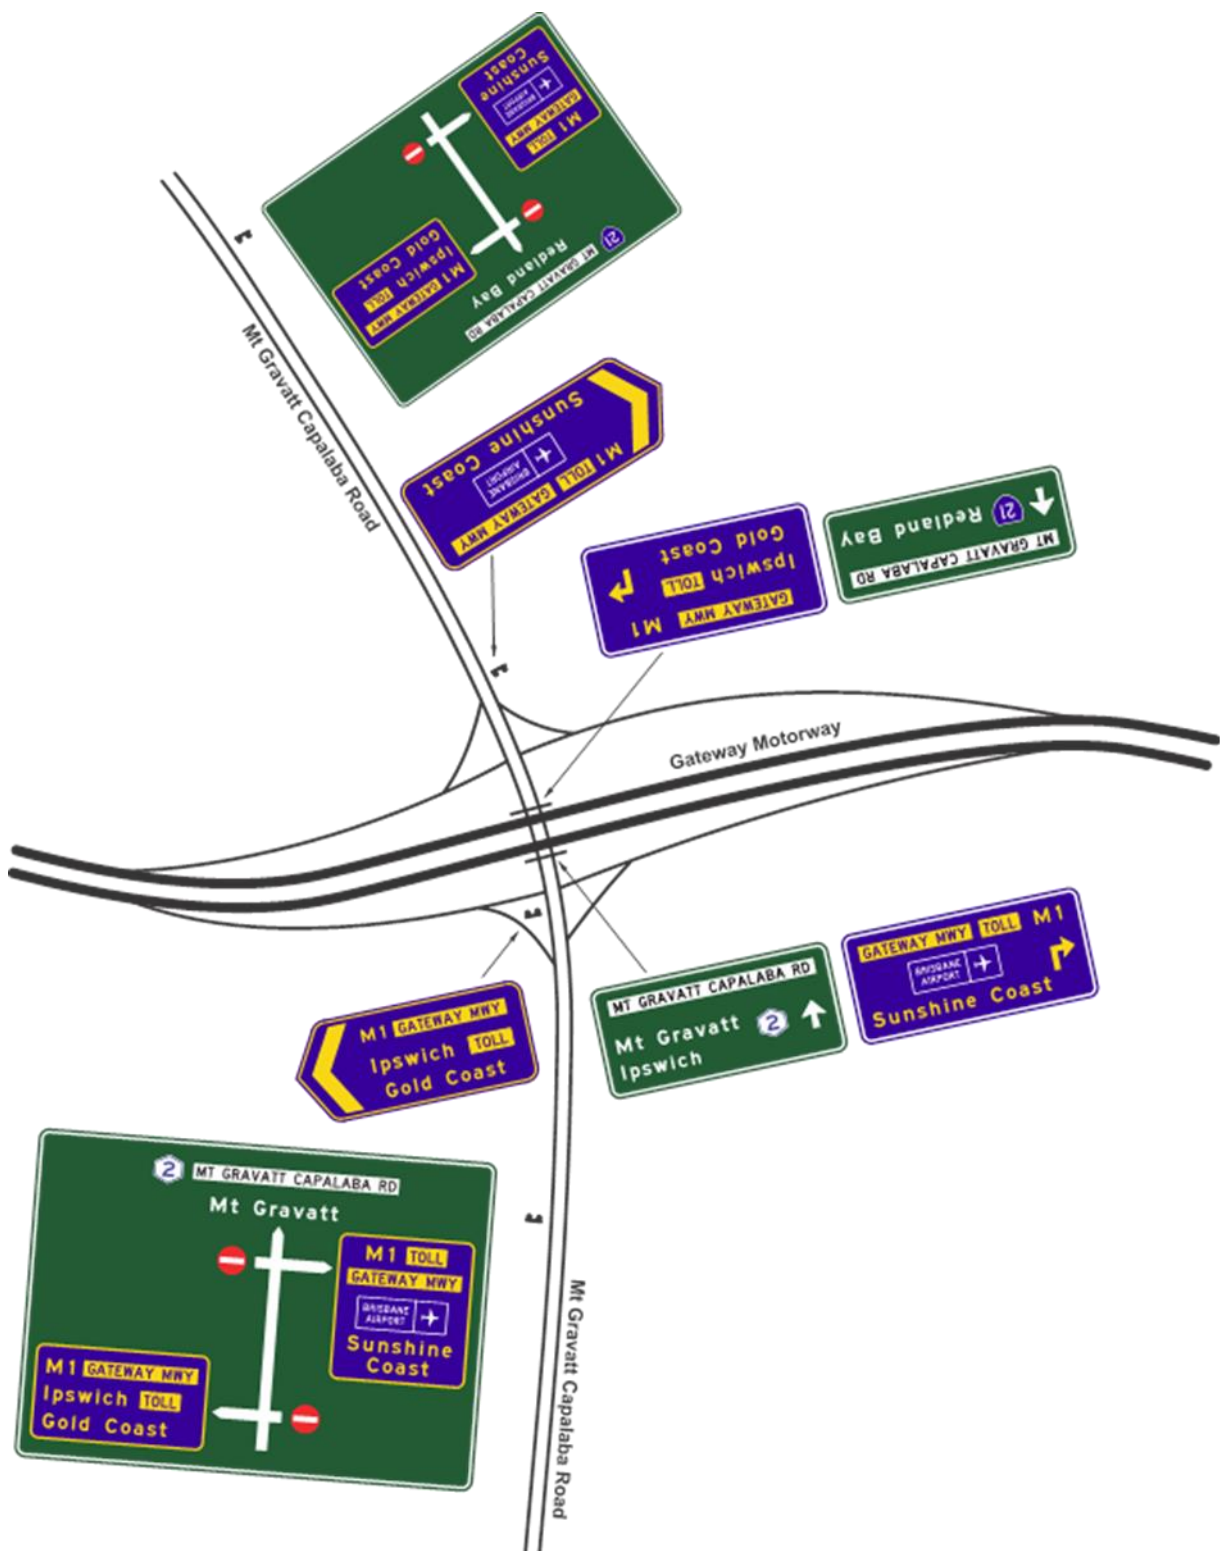 Sunshine
Coast
BRISBANE
AIRPORT
GATEWAY MWY
M1 TOLL
Gold Coast
Ipswich TOLL
M1 GATEWAY MWY
Redland Bay
21
MT GRAVATT CAPALABA RD
Mt Gravatt Capalaba Road
M1 TOLL GATEWAY MWY
BRISBANE
AIRPORT
Sunshine Coast
GATEWAY MWY M1
Ipswich TOLL
Gold Coast
MT GRAVATT CAPALABA RD
21 Redland Bay
Gateway Motorway
GATEWAY MWY TOLL M1
BRISBANE
AIRPORT
Sunshine Coast
MT GRAVATT CAPALABA RD
Mt Gravatt 2
Ipswich
M1 GATEWAY MWY
Ipswich TOLL
Gold Coast
2 MT GRAVATT CAPALABA RD
Mt Gravatt
M1 TOLL
GATEWAY MWY
BRISBANE
AIRPORT
Sunshine
Coast
M1 GATEWAY MWY
Ipswich TOLL
Gold Coast
Mt Gravatt Capalaba Road